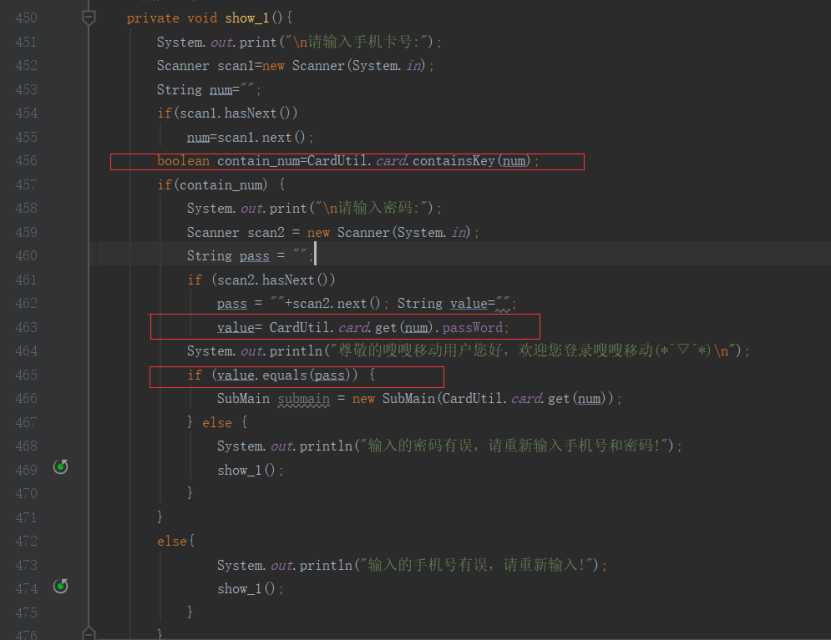 450 private void show_1(){
451 System.out.print("\n请输入手机卡号:");
452 Scanner scan1=new Scanner(System.in);
453 String num="";
454 if(scan1.hasNext())
455 num=scan1.next();
456 boolean contain_num=CardUtil.card.containsKey(num);
457 if(contain_num) {
458 System.out.print("\n请输入密码:");
459 Scanner scan2 = new Scanner(System.in);
460 String pass = "";
461 if (scan2.hasNext())
462 pass = ""+scan2.next(); String value="";
463 value= CardUtil.card.get(num).passWord;
464 System.out.println("尊敬的嗖嗖移动用户您好，欢迎您登录嗖嗖移动(*^▽^*)\n");
465 if (value.equals(pass)) {
466 SubMain submain = new SubMain(CardUtil.card.get(num));
467 } else {
468 System.out.println("输入的密码有误，请重新输入手机号和密码!");
469 show_1();
470 }
471 }
472 else{
473 System.out.println("输入的手机号有误，请重新输入!");
474 show_1();
475 }
476 }